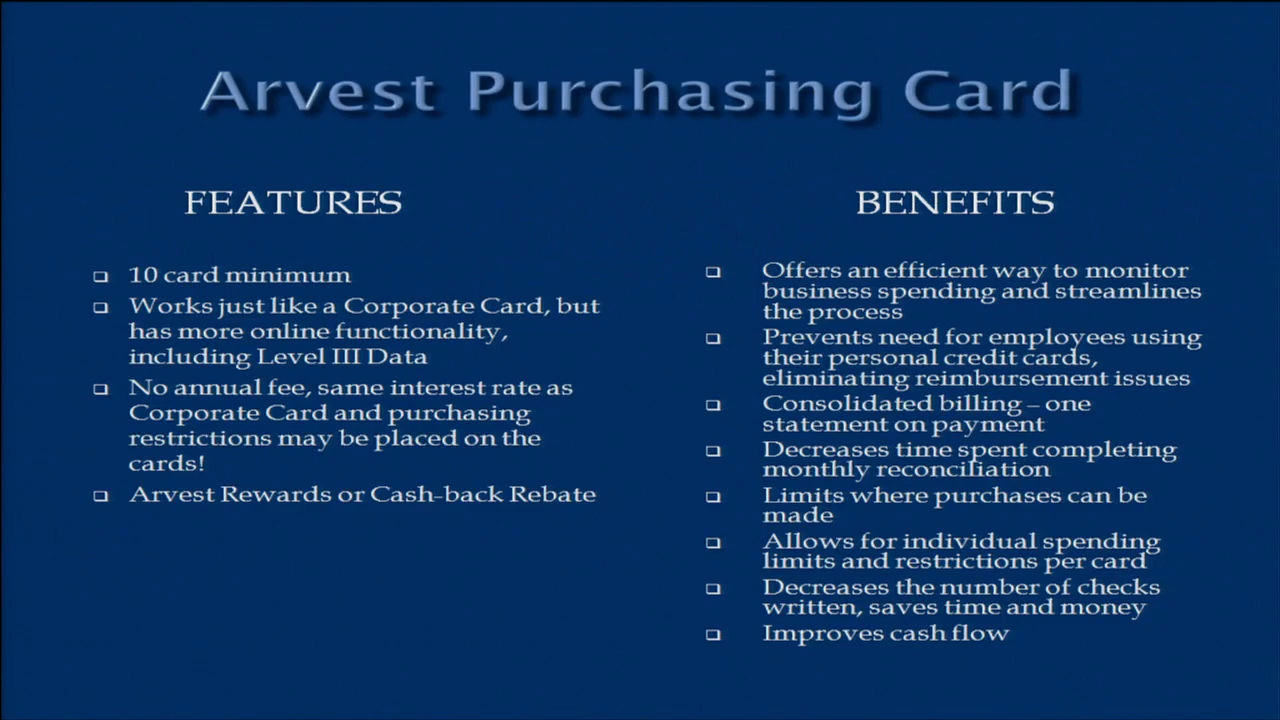 Arvest Purchasing Card
FEATURES
10 card minimum
Works just like a Corporate Card, but
has more online functionality,
including Level III Data
No annual fee, same interest rate as
Corporate Card and purchasing
restrictions may be placed on the
cards!
Arvest Rewards or Cash-back Rebate
BENEFITS
Offers an efficient way to monitor
business spending and streamlines
the process
Prevents need for employees using
their personal credit cards,
eliminating reimbursement issues
Consolidated billing – one
statement on payment
Decreases time spent completing
monthly reconciliation
Limits where purchases can be
made
Allows for individual spending
limits and restrictions per card
Decreases the number of checks
written, saves time and money
Improves cash flow